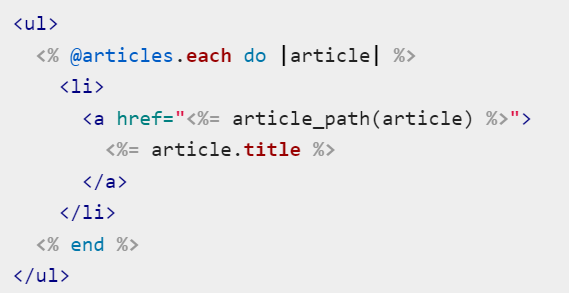 <ul>
  <% @articles.each do |article| %>
    <li>
      <a href="<%= article_path(article) %>">
        <%= article.title %>
      </a>
    </li>
  <% end %>
</ul>